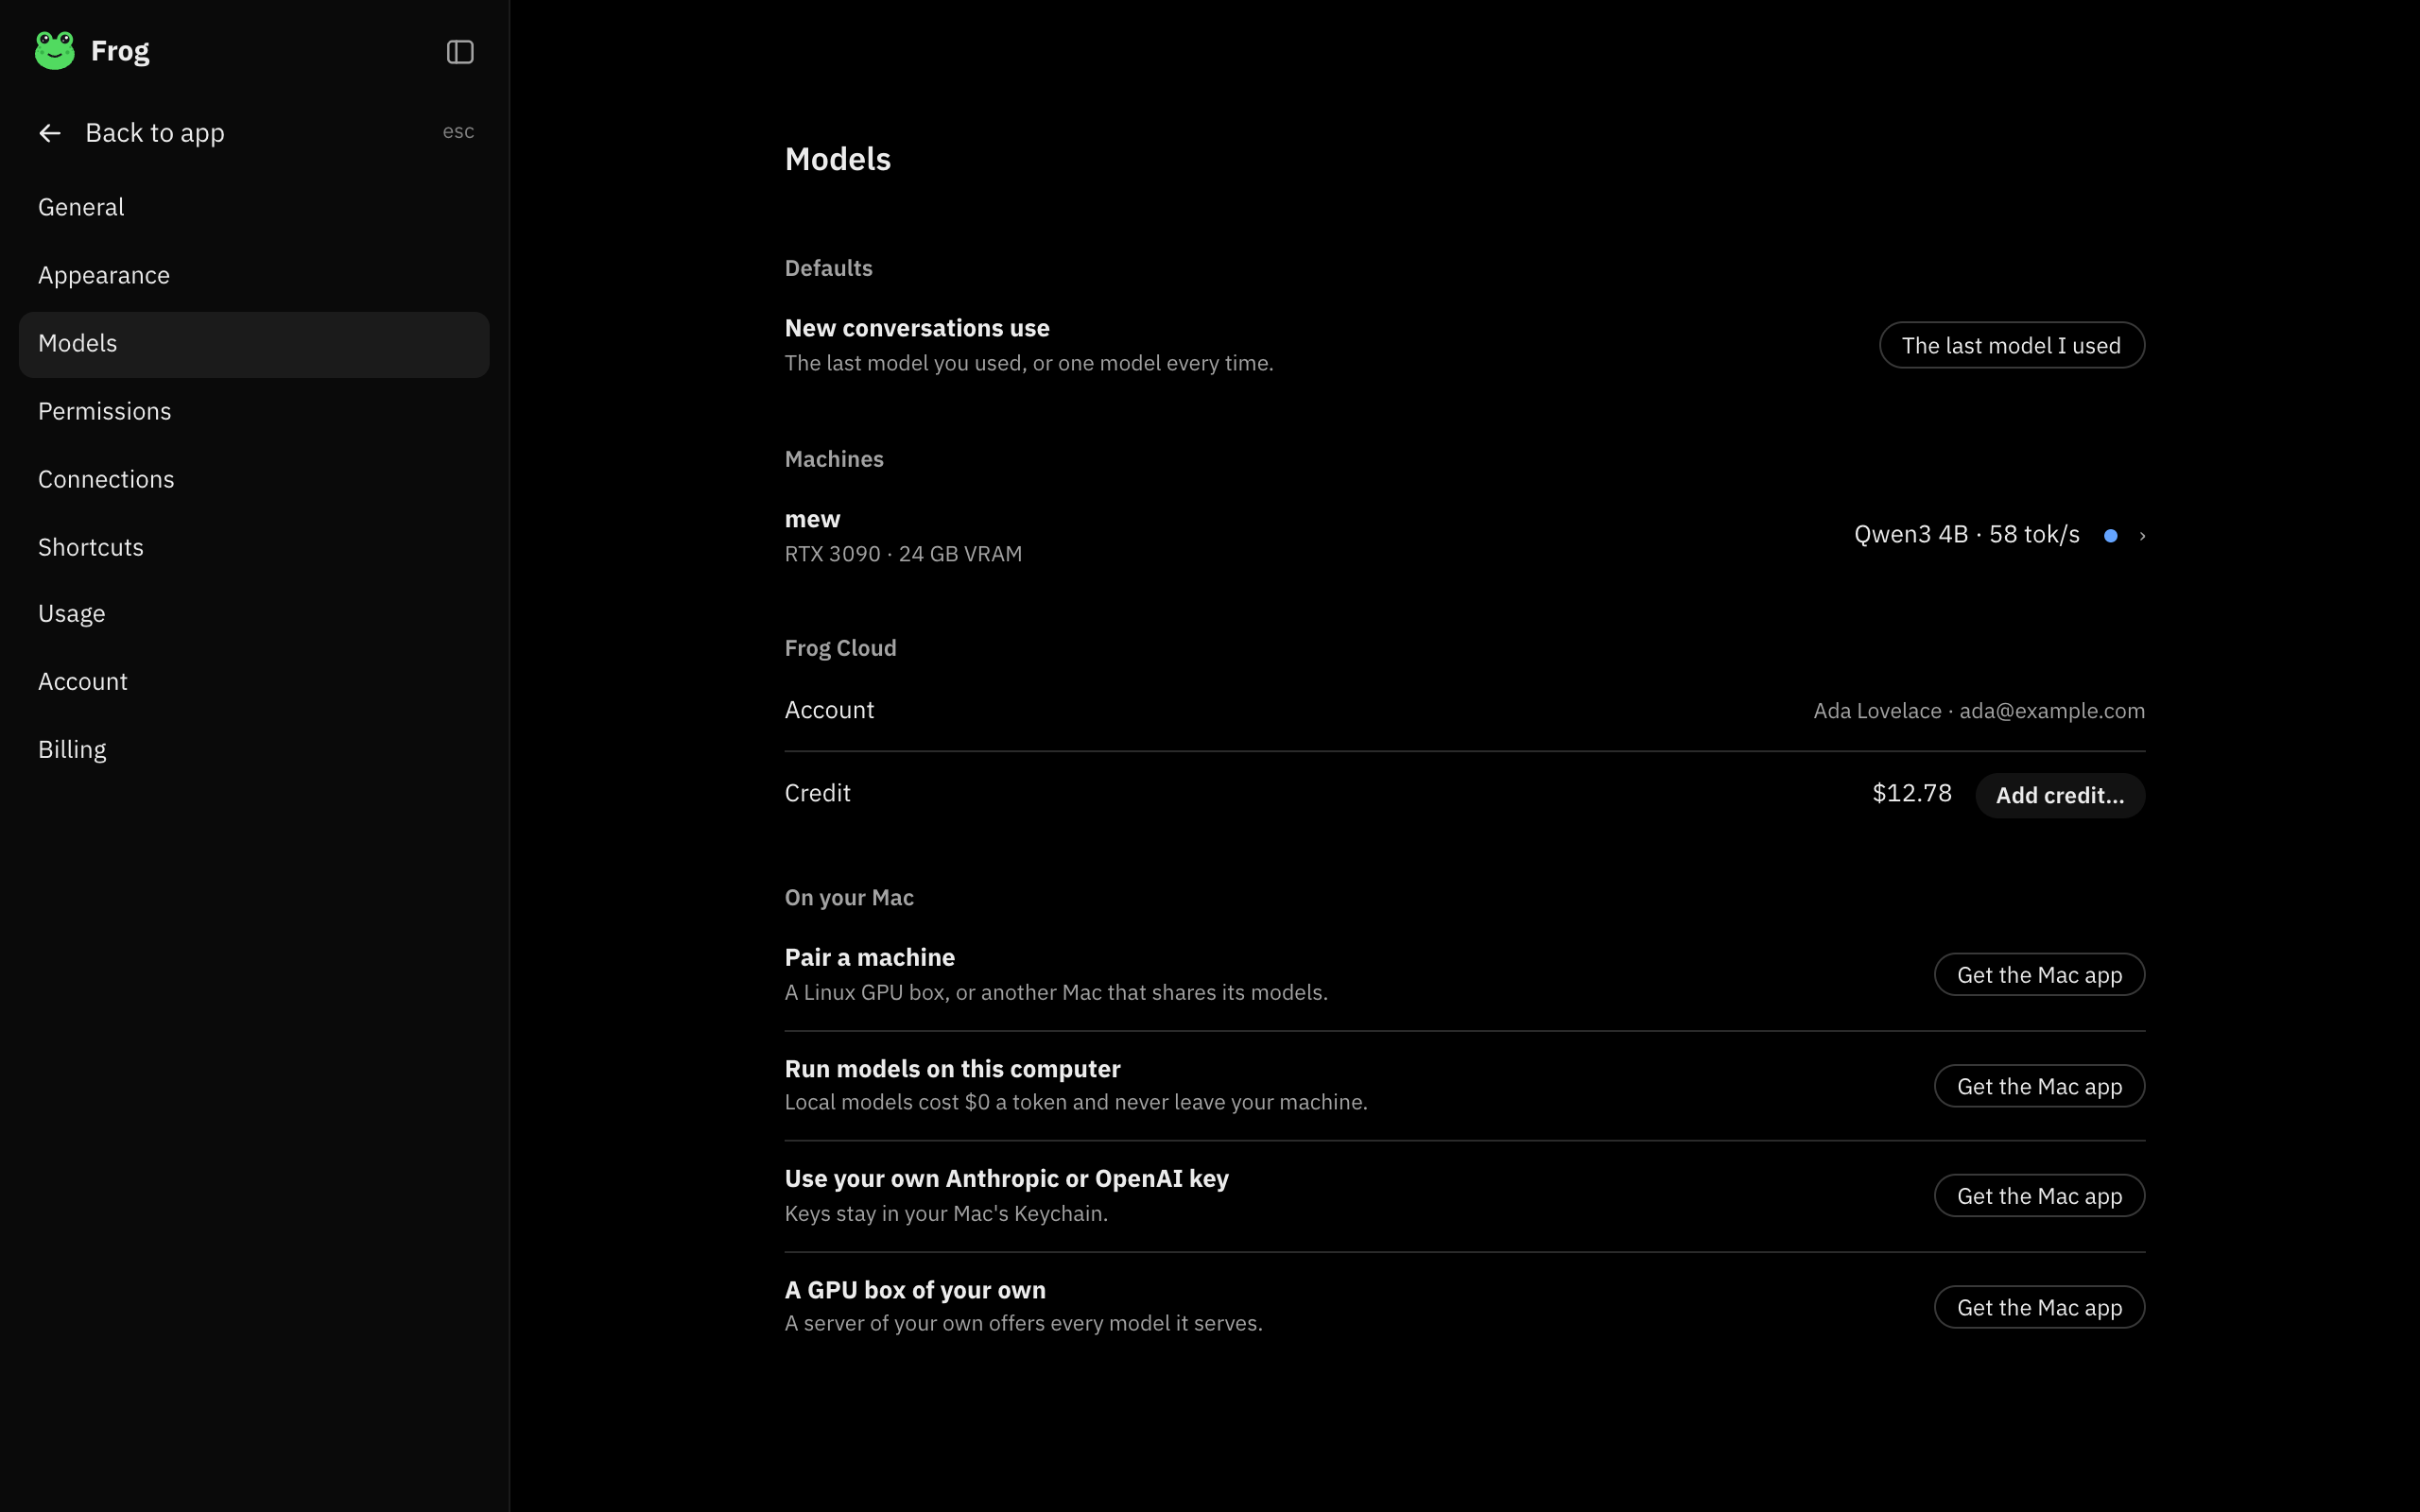 Frog
Back to app esc
General
Appearance
Models
Permissions
Connections
Shortcuts
Usage
Account
Billing
Models
Defaults
New conversations use
The last model you used, or one model every time.
The last model I used
Machines
mew
RTX 3090 · 24 GB VRAM
Qwen3 4B · 58 tok/s
Frog Cloud
Account
Ada Lovelace · ada@example.com
Credit
$12.78
Add credit...
On your Mac
Pair a machine
A Linux GPU box, or another Mac that shares its models.
Get the Mac app
Run models on this computer
Local models cost $0 a token and never leave your machine.
Get the Mac app
Use your own Anthropic or OpenAI key
Keys stay in your Mac's Keychain.
Get the Mac app
A GPU box of your own
A server of your own offers every model it serves.
Get the Mac app